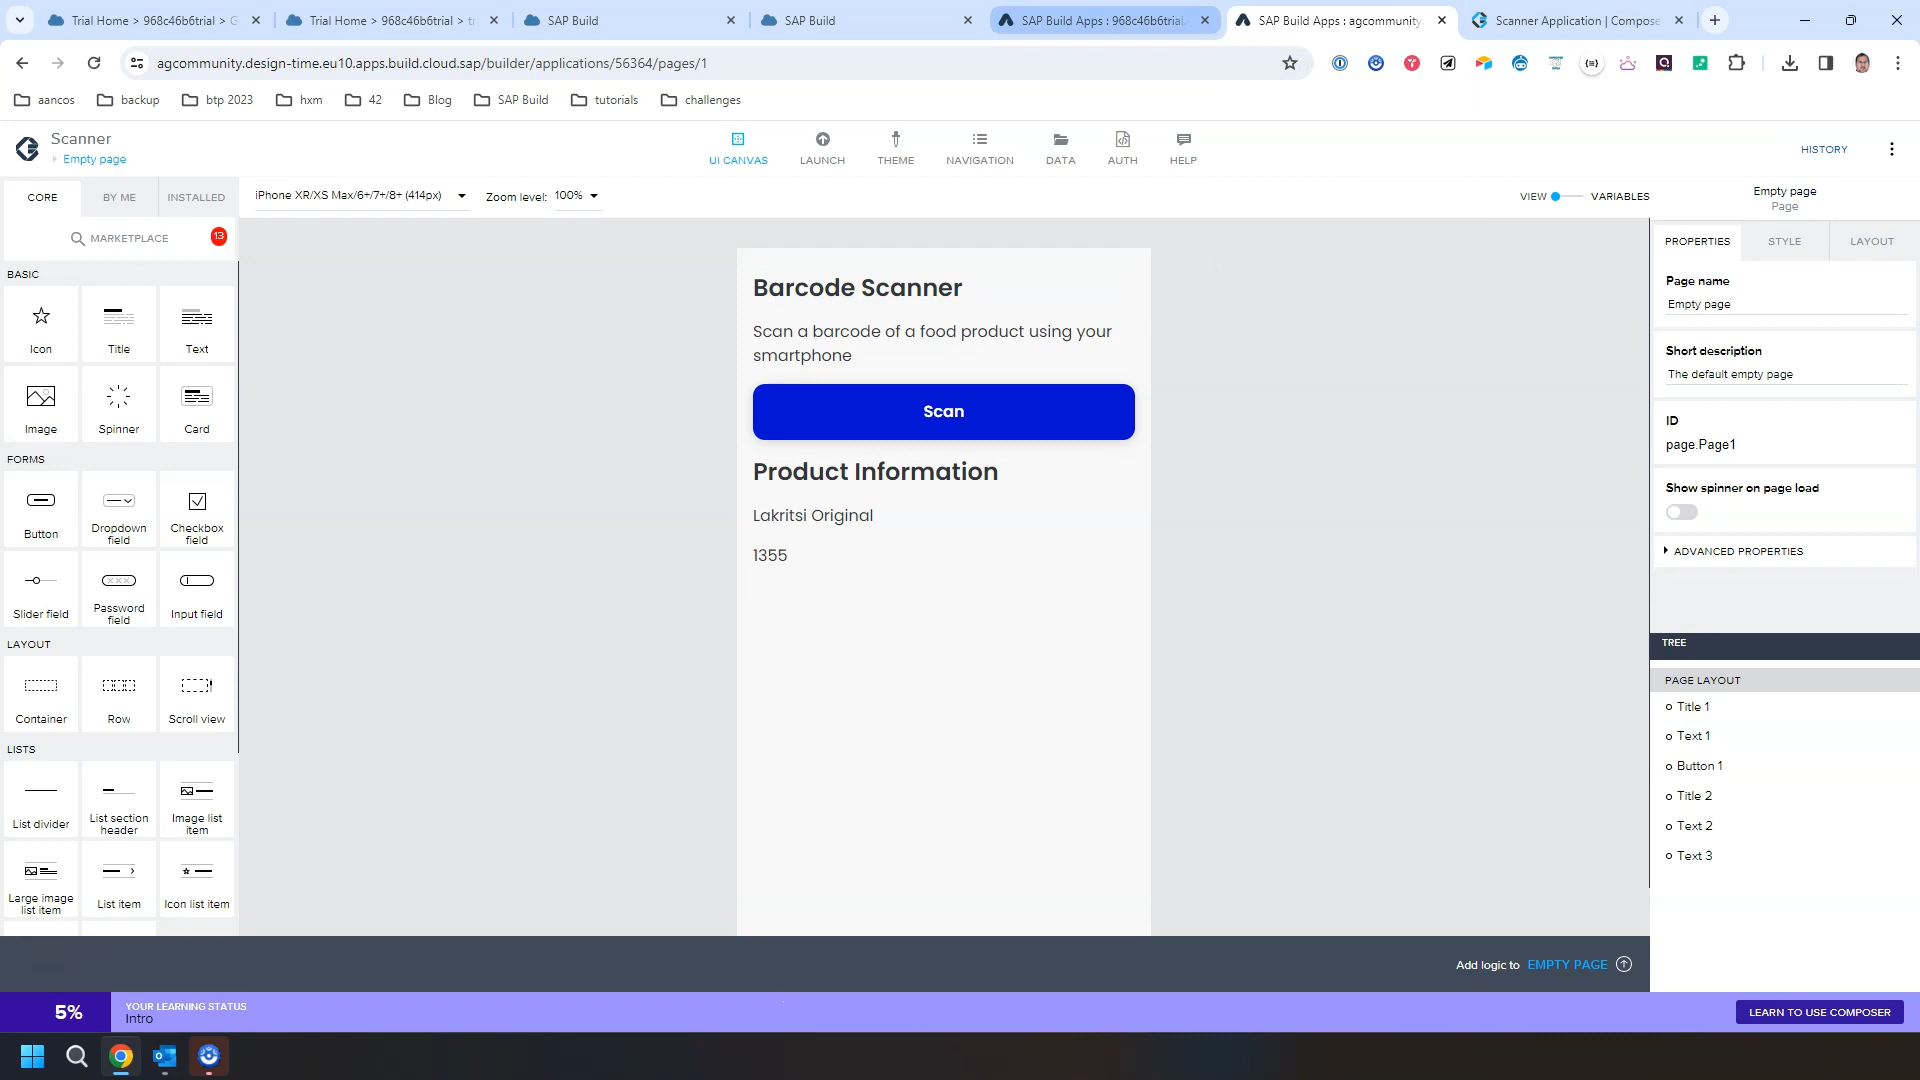 Trial Home > 968c46b6trial > G
Trial Home > 968c46b6trial > tr
SAP Build
SAP Build
SAP Build Apps : 968c46b6trial.
SAP Build Apps : agcommunity.
Scanner Application | Compose
agcommunity.design-time.eu10.apps.build.cloud.sap/builder/applications/56364/pages/1
aancos
backup
btp 2023
hxm
42
Blog
SAP Build
tutorials
challenges
Scanner
Empty page
UI CANVAS
LAUNCH
THEME
NAVIGATION
DATA
AUTH
HELP
HISTORY
CORE
BY ME
INSTALLED
iPhone XR/XS Max/6+/7+/8+ (414px)
Zoom level: 100%
VIEW
VARIABLES
Empty page
Page
MARKETPLACE
13
PROPERTIES
STYLE
LAYOUT
BASIC
Icon
Title
Text
Image
Spinner
Card
FORMS
Button
Dropdown
field
Checkbox
field
Slider field
Password
field
Input field
LAYOUT
Container
Row
Scroll view
LISTS
List divider
List section
header
Image list
item
Large image
list item
List item
Icon list item
Barcode Scanner
Scan a barcode of a food product using your
smartphone
Scan
Product Information
Lakritsi Original
1355
Page name
Empty page
Short description
The default empty page
ID
page.Page1
Show spinner on page load
ADVANCED PROPERTIES
TREE
PAGE LAYOUT
Title 1
Text 1
Button 1
Title 2
Text 2
Text 3
Add logic to EMPTY PAGE
5%
YOUR LEARNING STATUS
Intro
LEARN TO USE COMPOSER